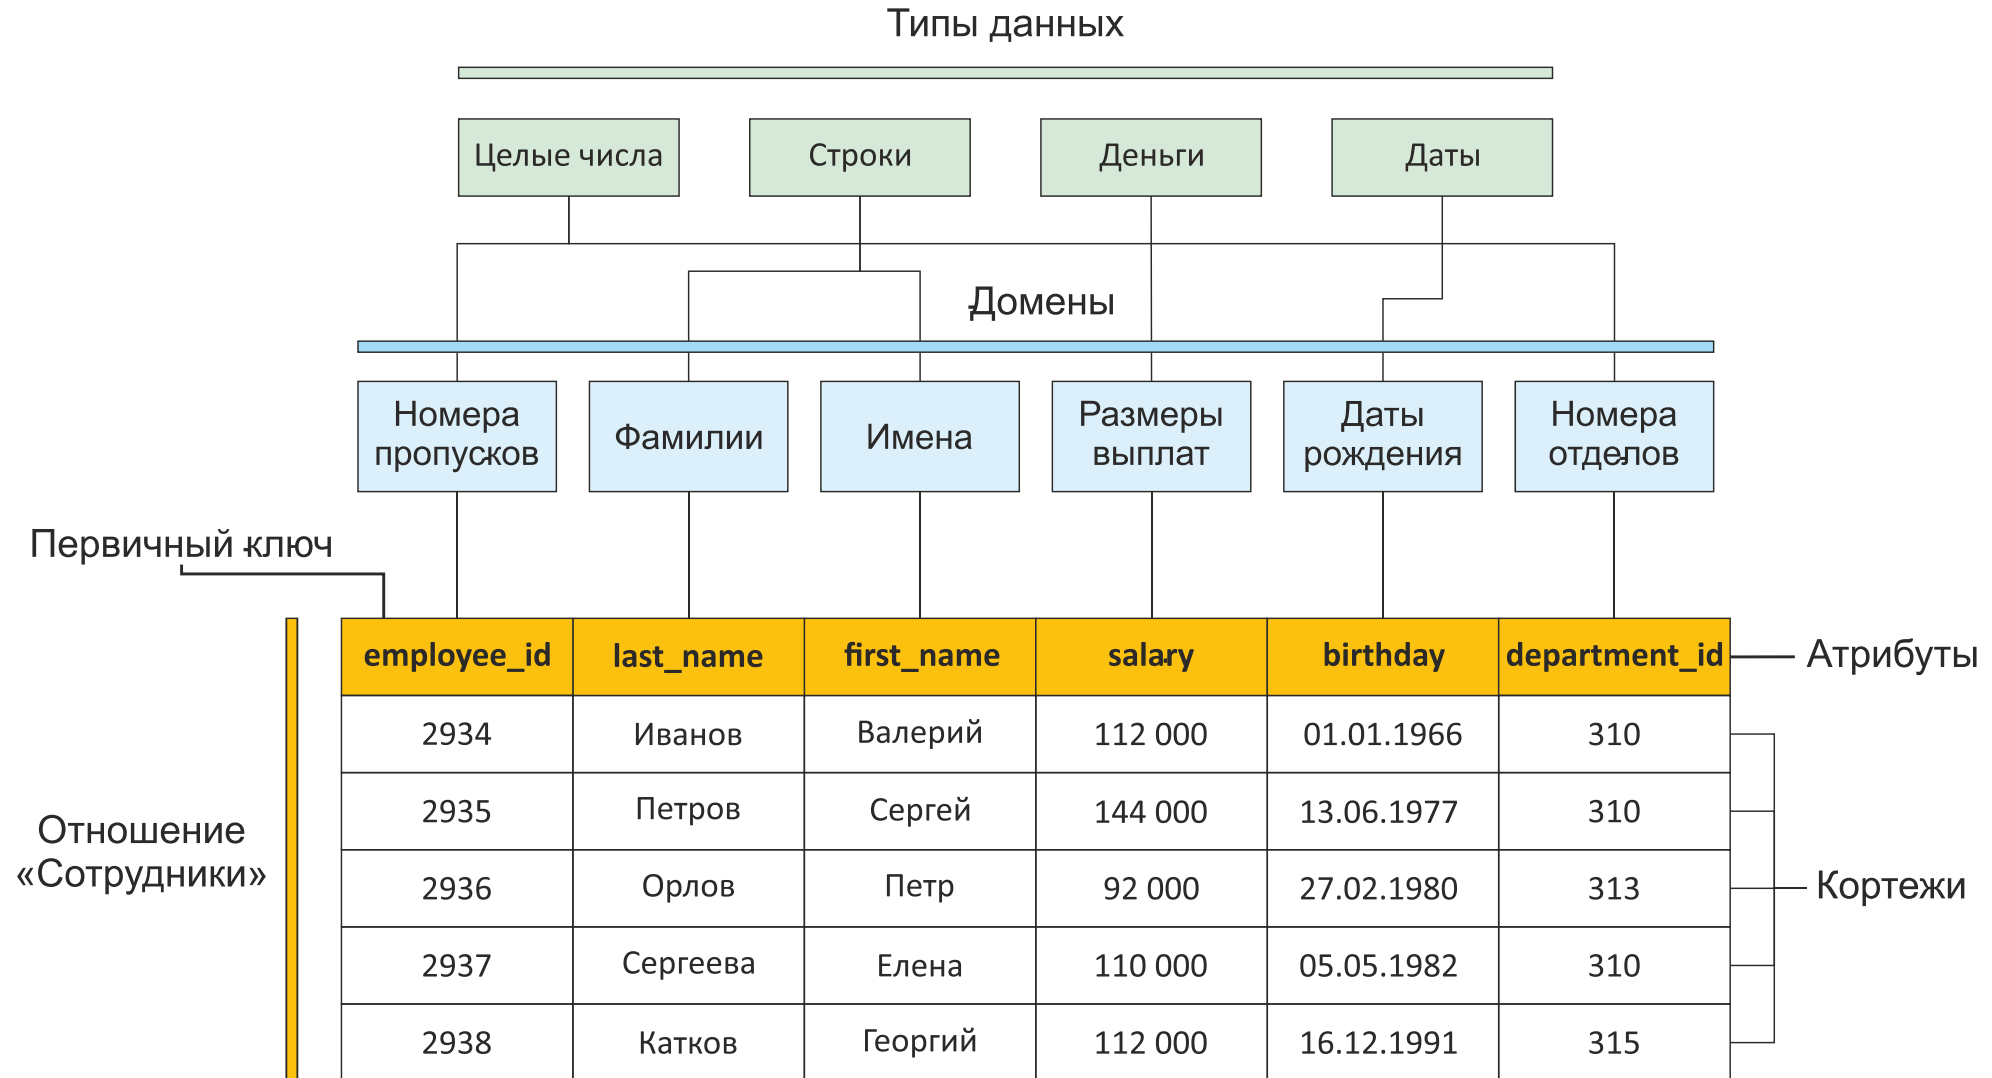 Типы данных
Целые числа Строки Деньги Даты
Домены
Номера пропусков Фамилии Имена Размеры выплат Даты рождения Номера отделов
Первичный ключ
employee_id last_name first_name salary birthday department_id Атрибуты
2934 Иванов Валерий 112 000 01.01.1966 310
2935 Петров Сергей 144 000 13.06.1977 310
Отношение «Сотрудники»
2936 Орлов Петр 92 000 27.02.1980 313 Кортежи
2937 Сергеева Елена 110 000 05.05.1982 310
2938 Катков Георгий 112 000 16.12.1991 315